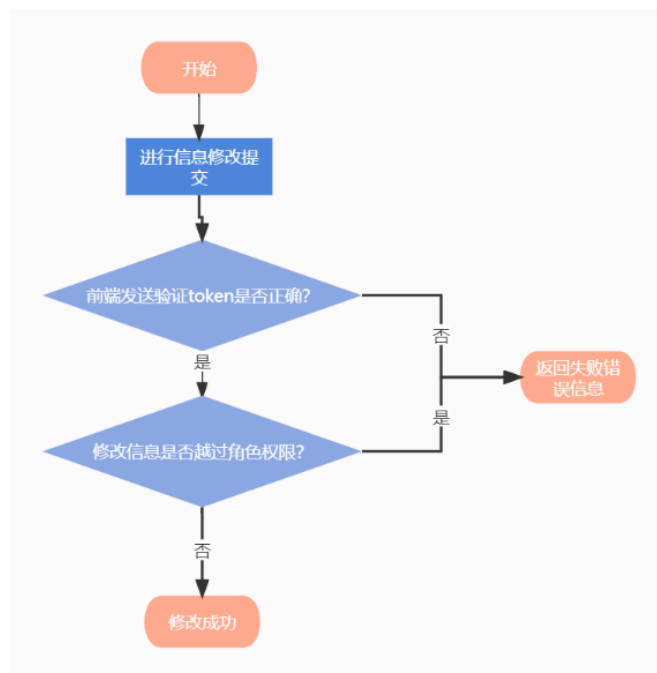 开始
进行信息修改提
交
前端发送验证token是否正确?
否
是
返回失败错
误信息
是
修改信息是否越过角色权限?
否
修改成功